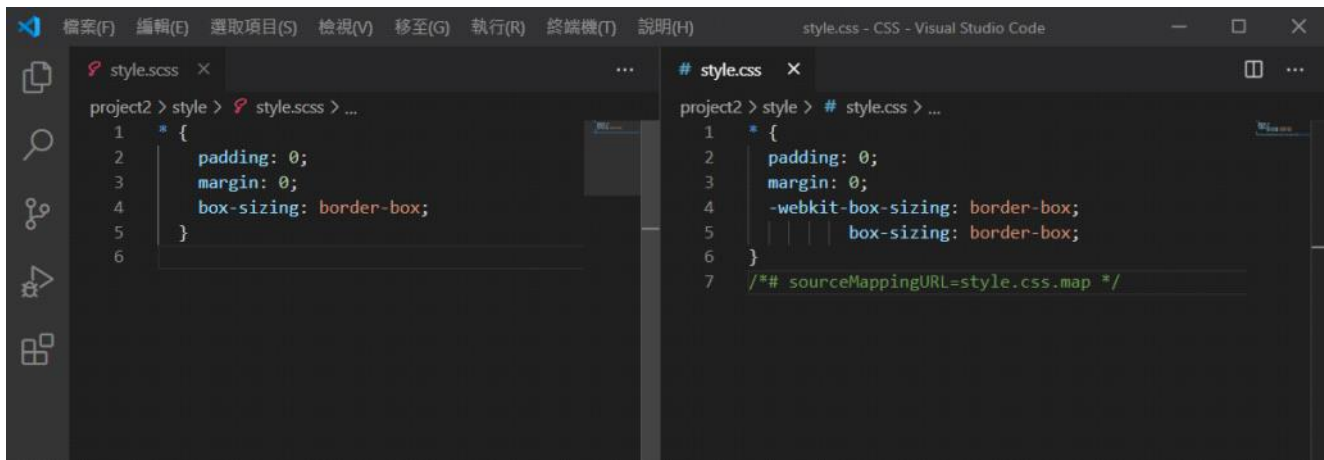 檔案(F) 編輯(E) 選取項目(S) 檢視(V) 移至(G) 執行(R) 終端機(T) 說明(H) style.css - CSS - Visual Studio Code
style.scss
project2 > style > style.scss > ...
1 * {
2 padding: 0;
3 margin: 0;
4 box-sizing: border-box;
5 }
6
# style.css
project2 > style > # style.css > ...
1 * {
2 padding: 0;
3 margin: 0;
4 -webkit-box-sizing: border-box;
5 box-sizing: border-box;
6 }
7 /*# sourceMappingURL=style.css.map */